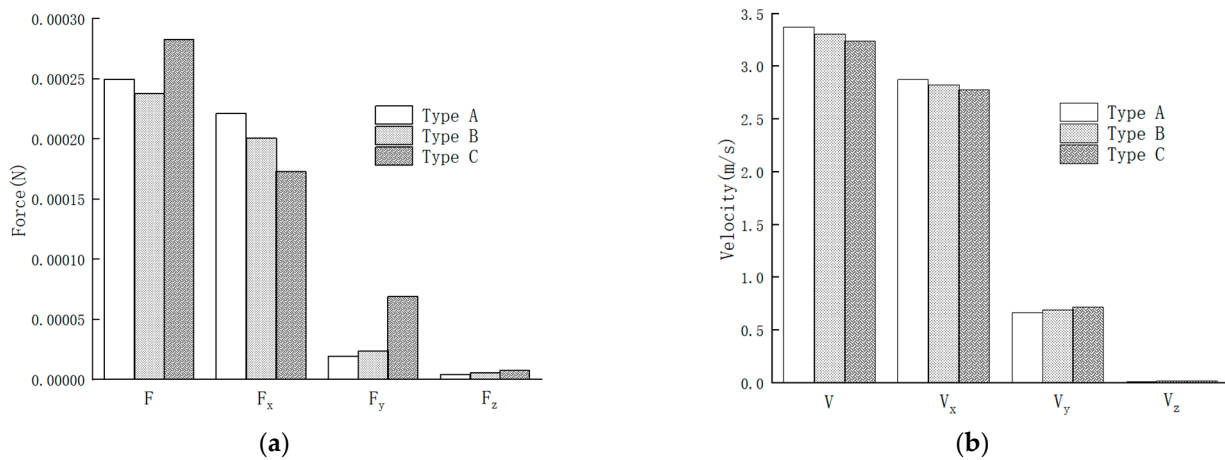 0.00030
0.00025
0.00020
0.00015
0.00010
0.00005
0.00000
Force(N)
Type A
Type B
Type C
F
Fx
Fy
Fz
(a)
3.5
3.0
2.5
2.0
1.5
1.0
0.5
0.0
Velocity(m/s)
Type A
Type B
Type C
V
Vx
Vy
Vz
(b)